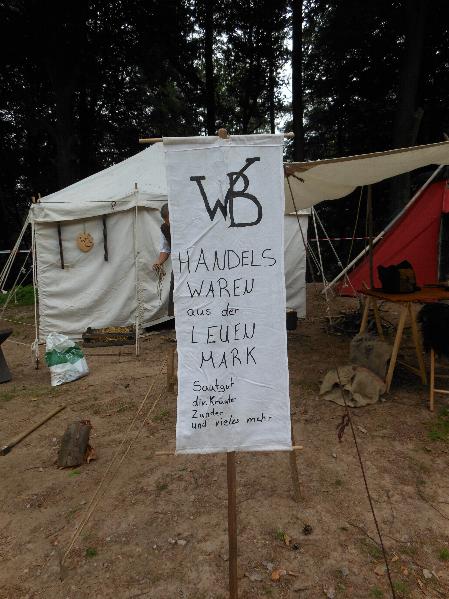 WB
HANDELS
WAREN
aus der
LEUEN
MARK
Saatgut
div. Kräuter
Zunder
und vieles mehr